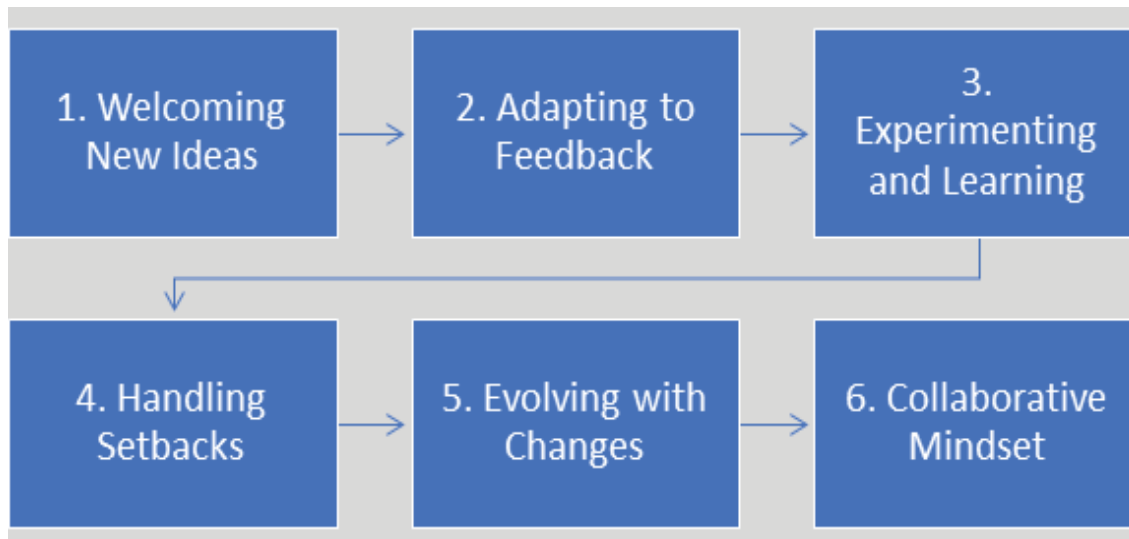 1. Welcoming
New Ideas
2. Adapting to
Feedback
3.
Experimenting
and Learning
4. Handling
Setbacks
5. Evolving with
Changes
6. Collaborative
Mindset